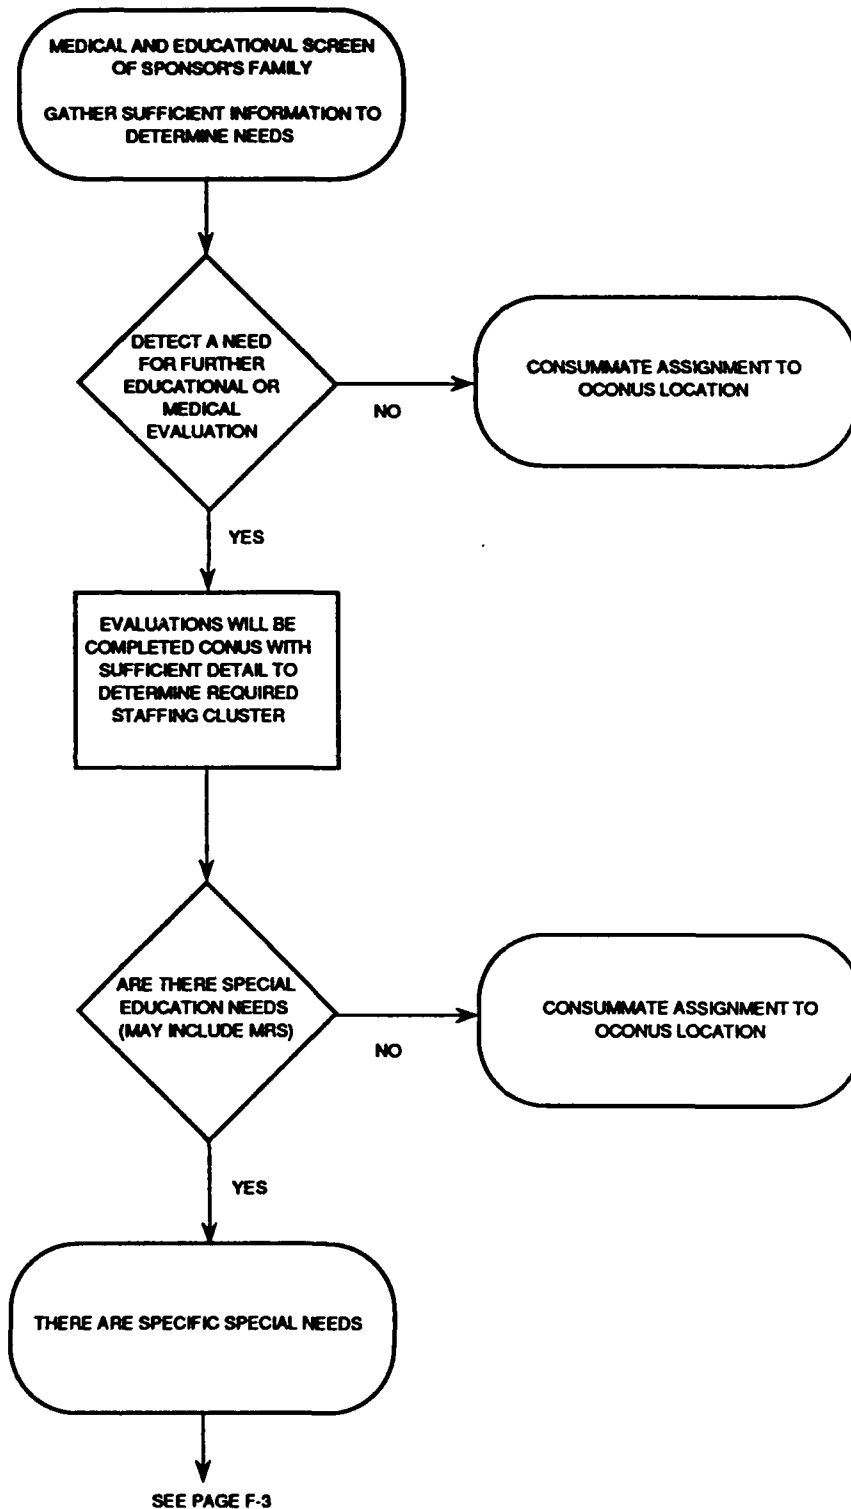 MEDICAL AND EDUCATIONAL SCREEN
OF SPONSOR'S FAMILY
GATHER SUFFICIENT INFORMATION TO
DETERMINE NEEDS
DETECT A NEED
FOR FURTHER
EDUCATIONAL OR
MEDICAL
EVALUATION
NO
CONSUMMATE ASSIGNMENT TO
OCONUS LOCATION
YES
EVALUATIONS WILL BE
COMPLETED CONUS WITH
SUFFICIENT DETAIL TO
DETERMINE REQUIRED
STAFFING CLUSTER
ARE THERE SPECIAL
EDUCATION NEEDS
(MAY INCLUDE MRS)
NO
CONSUMMATE ASSIGNMENT TO
OCONUS LOCATION
YES
THERE ARE SPECIFIC SPECIAL NEEDS
SEE PAGE F-3